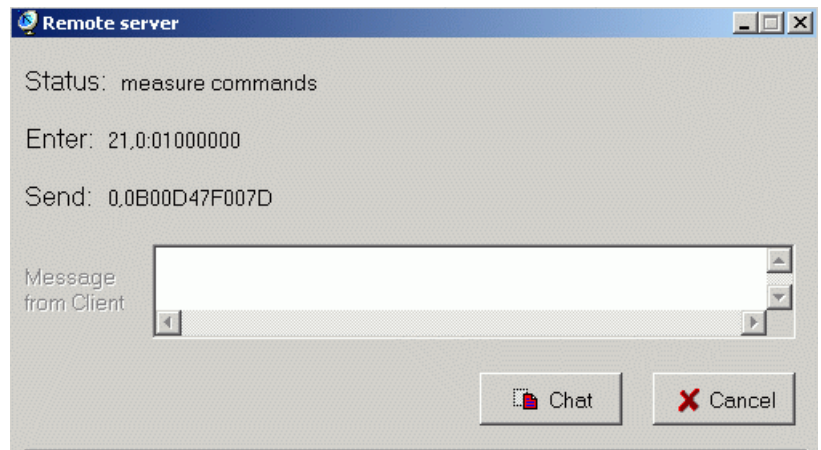 Remote server
Status: measure commands
Enter: 21,0:01000000
Send: 0,0B00D47F007D
Message
from Client
Chat
Cancel